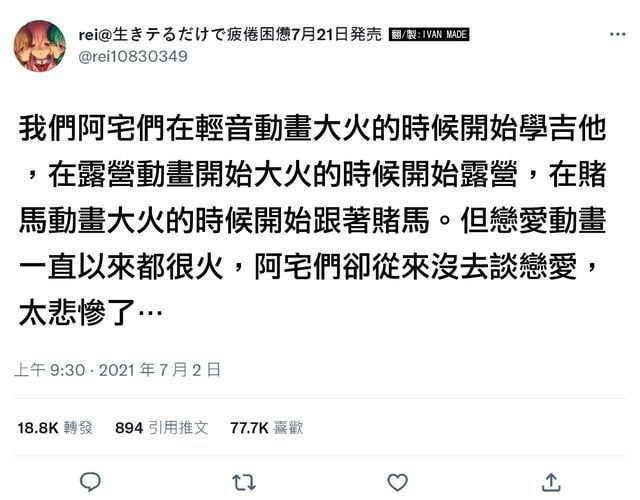 rei@生きテるだけで疲倦困憊7月21日発売 翻/製:IVAN MADE
@rei10830349
我們阿宅們在輕音動畫大火的時候開始學吉他
，在露營動畫開始大火的時候開始露營，在賭
馬動畫大火的時候開始跟著賭馬。但戀愛動畫
一直以來都很火，阿宅們卻從來沒去談戀愛，
太悲慘了…
上午 9:30 · 2021 年 7 月 2 日
18.8K 轉發 894 引用推文 77.7K 喜歡